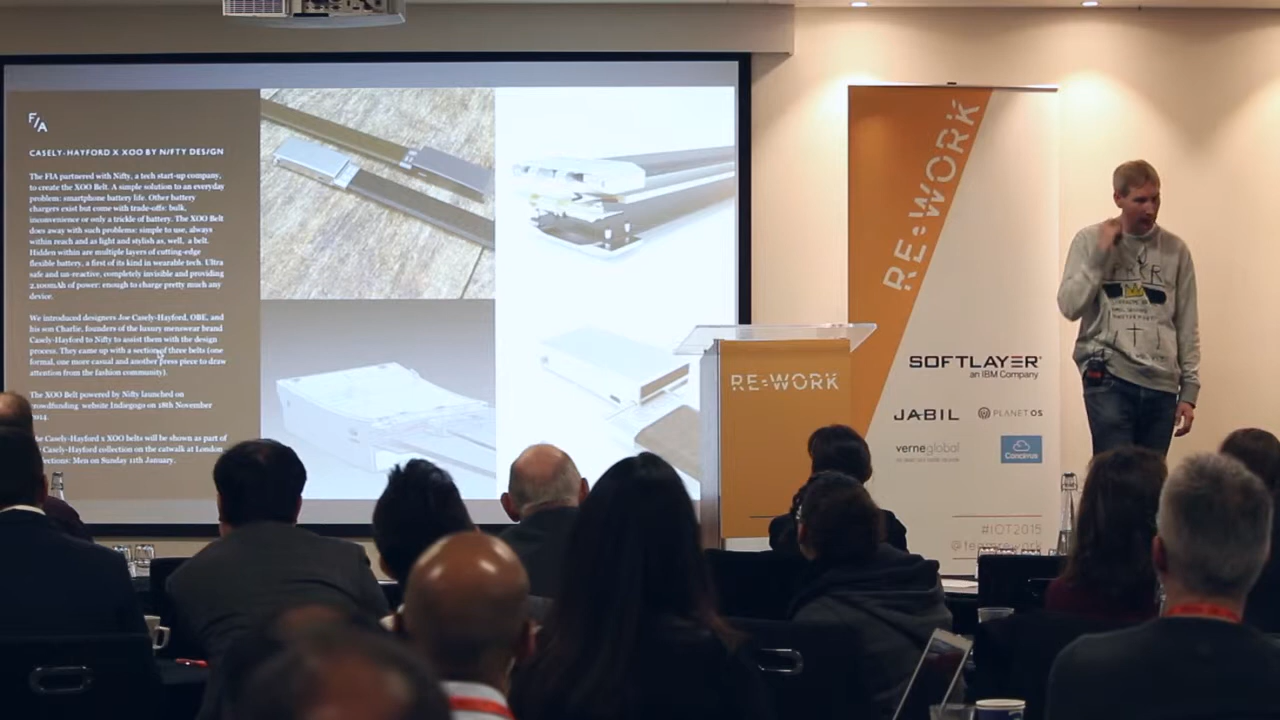 F/A
CASELY-HAYFORD X XOO BY N/FTY DES/GN
The FIA partnered with Nifty, a tech start-up company,
to create the XOO Belt. A simple solution to an everyday
problem: smartphone battery life. Other battery
chargers exist but come with trade-offs: bulk,
inconvenience or only a trickle of battery. The XOO Belt
does away with such problems: simple to use, always
within reach and as light and stylish as, well, a belt.
Hidden within are multiple layers of cutting-edge
flexible battery, a first of its kind in wearable tech. Ultra
safe and un-reactive, completely invisible and providing
2,100mAh of power: enough to charge pretty much any
device.
We introduced designers Joe Casely-Hayford, OBE, and
his son Charlie, founders of the luxury menswear brand
Casely-Hayford to Nifty to assist them with the design
process. They came up with a section of three belts (one
formal, one more casual and another press piece to draw
attention from the fashion community).
The XOO Belt powered by Nifty launched on
crowdfunding website Indiegogo on 18th November
2014.
Casely-Hayford x XOO belts will be shown as part of
Casely-Hayford collection on the catwalk at London
Men on Sunday 11th January.
RE:WORK
RE:WORK
SOFTLAYER
an IBM Company
JABIL
PLANET OS
verneglobal
Concirrus
#IOT2015
@teamrework